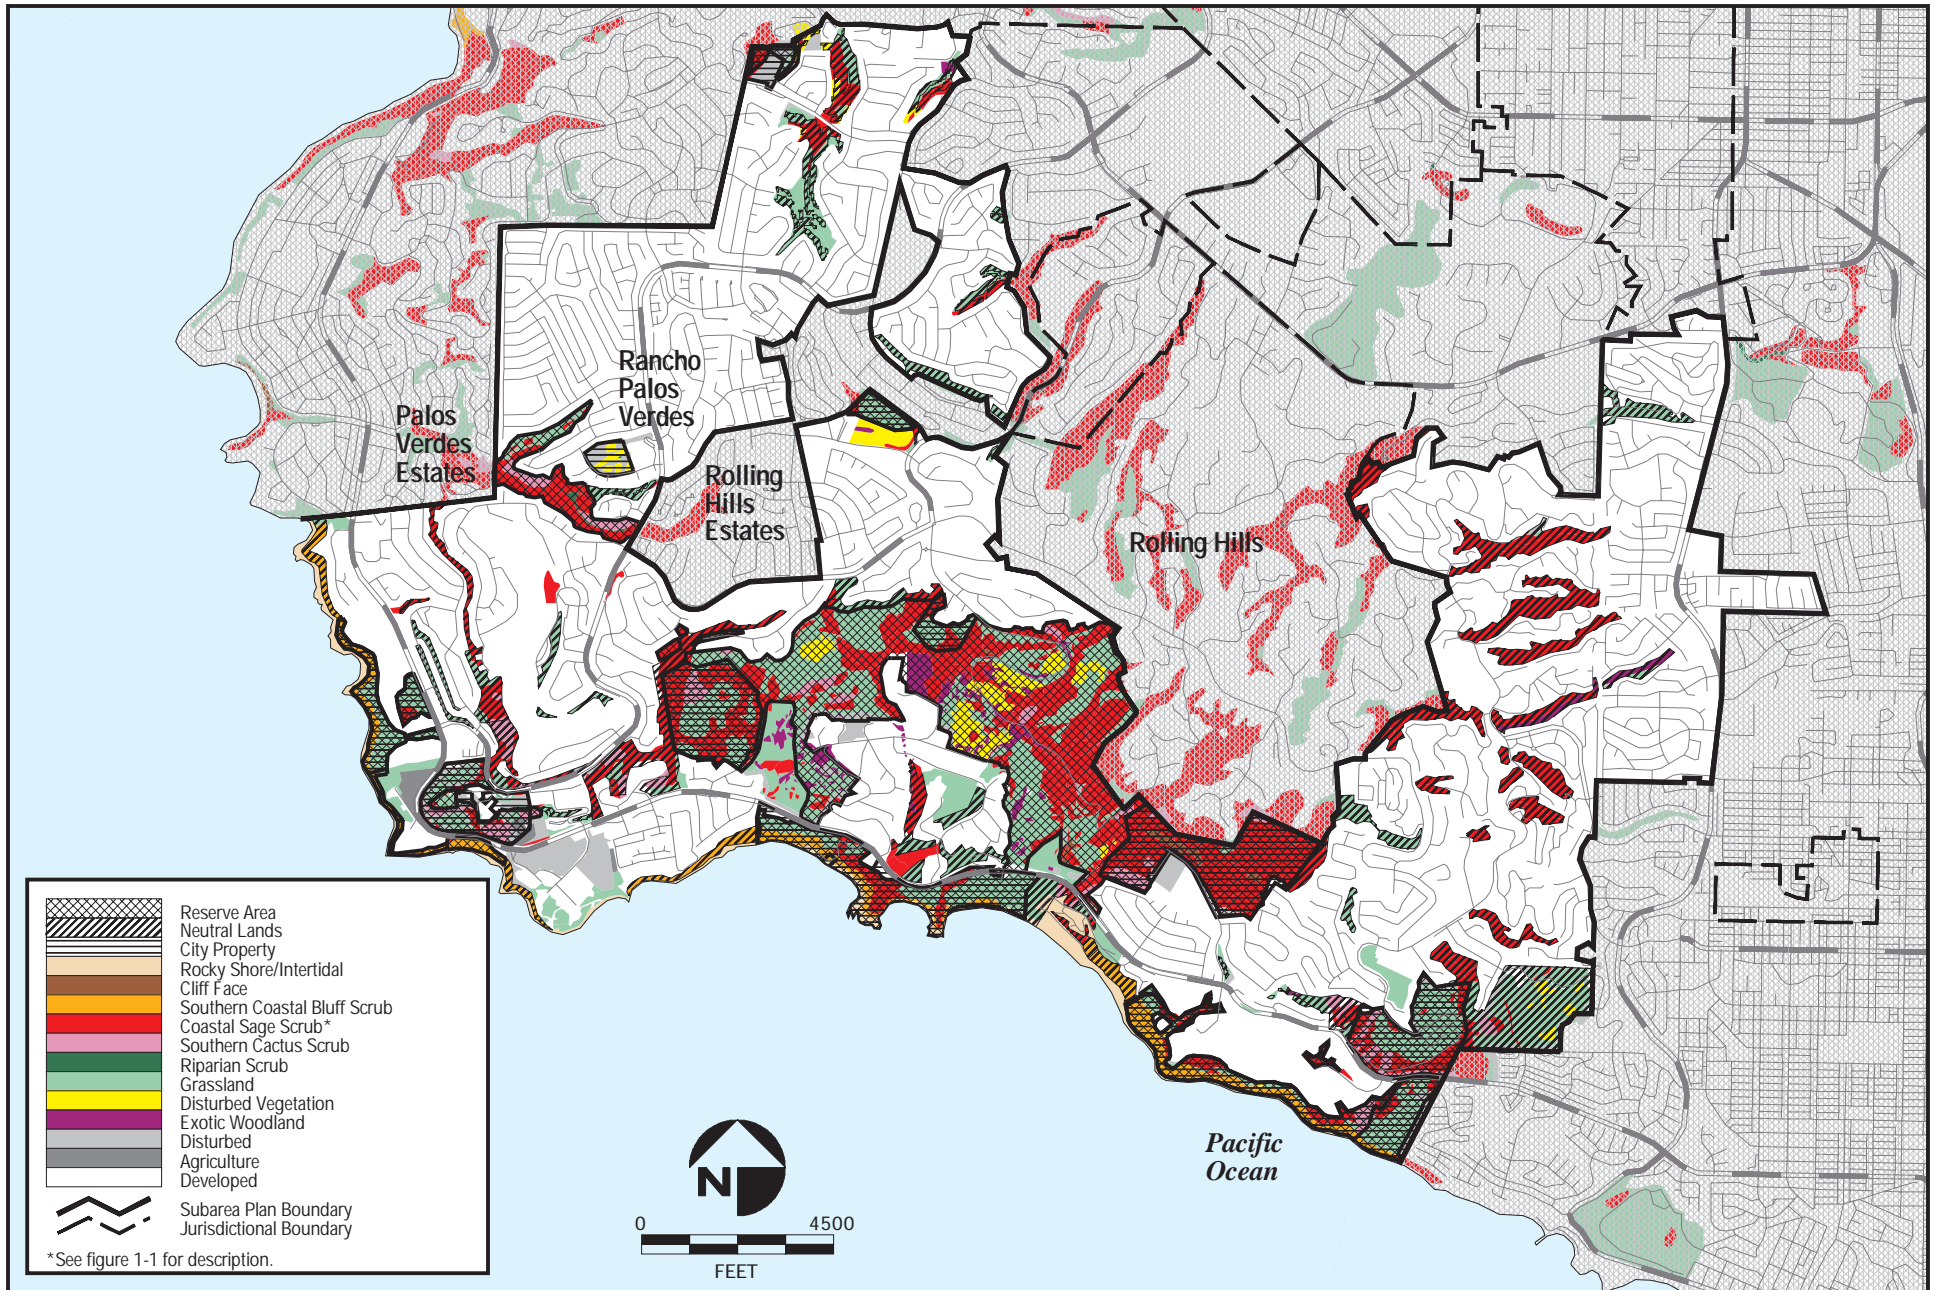 Rancho
Palos
Verdes
Palos
Verdes
Estates
Rolling
Hills
Estates
Rolling Hills
Reserve Area
Neutral Lands
City Property
Rocky Shore/Intertidal
Cliff Face
Southern Coastal Bluff Scrub
Coastal Sage Scrub*
Southern Cactus Scrub
Riparian Scrub
Grassland
Disturbed Vegetation
Exotic Woodland
Disturbed
Agriculture
Developed
Subarea Plan Boundary
Jurisdictional Boundary
*See figure 1-1 for description.
N
0 4500
FEET
Pacific
Ocean